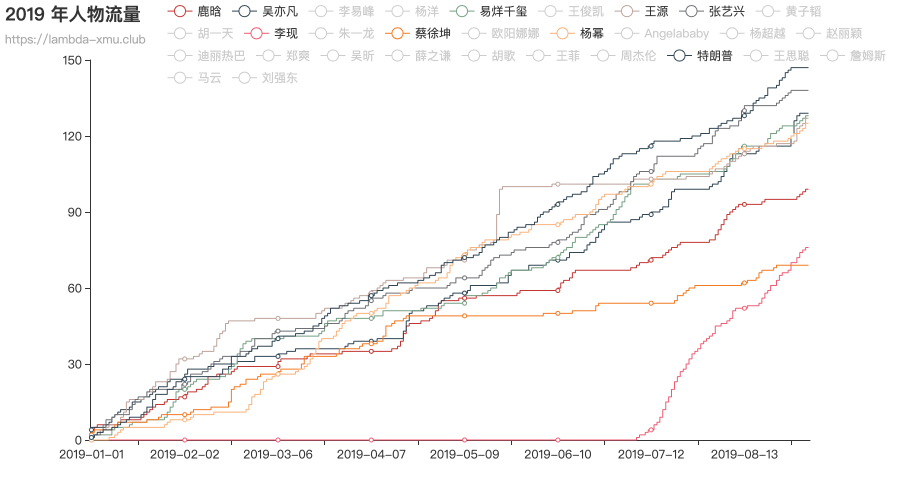 2019 年人物流量
https://lambda-xmu.club
鹿晗 吴亦凡 李易峰 杨洋 易烊千玺 王俊凯 王源 张艺兴 黄子韬
胡一天 李现 朱一龙 蔡徐坤 欧阳娜娜 杨幂 Angelababy 杨超越 赵丽颖
迪丽热巴 郑爽 吴昕 薛之谦 胡歌 王菲 周杰伦 特朗普 王思聪 詹姆斯
马云 刘强东
150
120
90
60
30
0
2019-01-01 2019-02-02 2019-03-06 2019-04-07 2019-05-09 2019-06-10 2019-07-12 2019-08-13